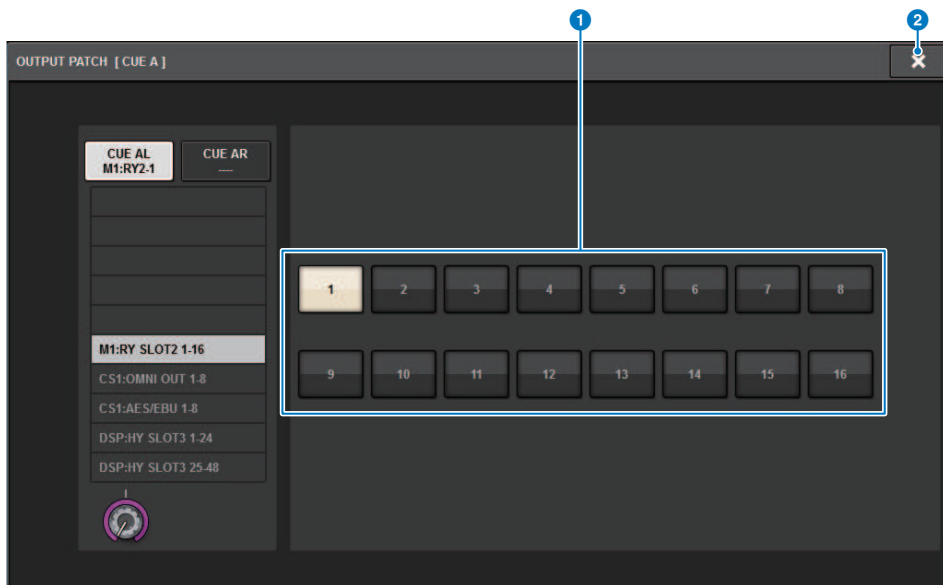 1 2
OUTPUT PATCH [ CUE A ] ×
CUE AL CUE AR
M1:RY2-1 ----
M1:RY SLOT2 1-16
CS1:OMNI OUT 1-8
CS1:AES/EBU 1-8
DSP:HY SLOT3 1-24
DSP:HY SLOT3 25-48
1 2 3 4 5 6 7 8
9 10 11 12 13 14 15 16